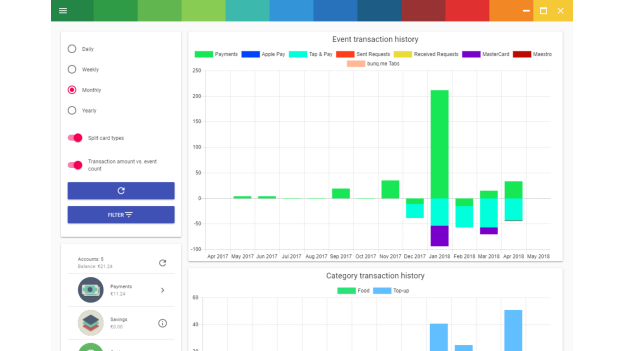 Daily
Weekly
Monthly
Yearly
Split card types
Transaction amount vs. event
count
FILTER
Accounts: 5
Balance: €21.24
Payments
€11.24
Savings
€0.00
Event transaction history
Payments Apple Pay Tap & Pay Sent Requests Received Requests MasterCard Maestro
bunq.me Tabs
250
200
150
100
50
0
-50
-100
Apr 2017 May 2017 Jun 2017 Jul 2017 Aug 2017 Sep 2017 Oct 2017 Nov 2017 Dec 2017 Jan 2018 Feb 2018 Mar 2018 Apr 2018 May 2018
Category transaction history
Food Top-up
60
40
20